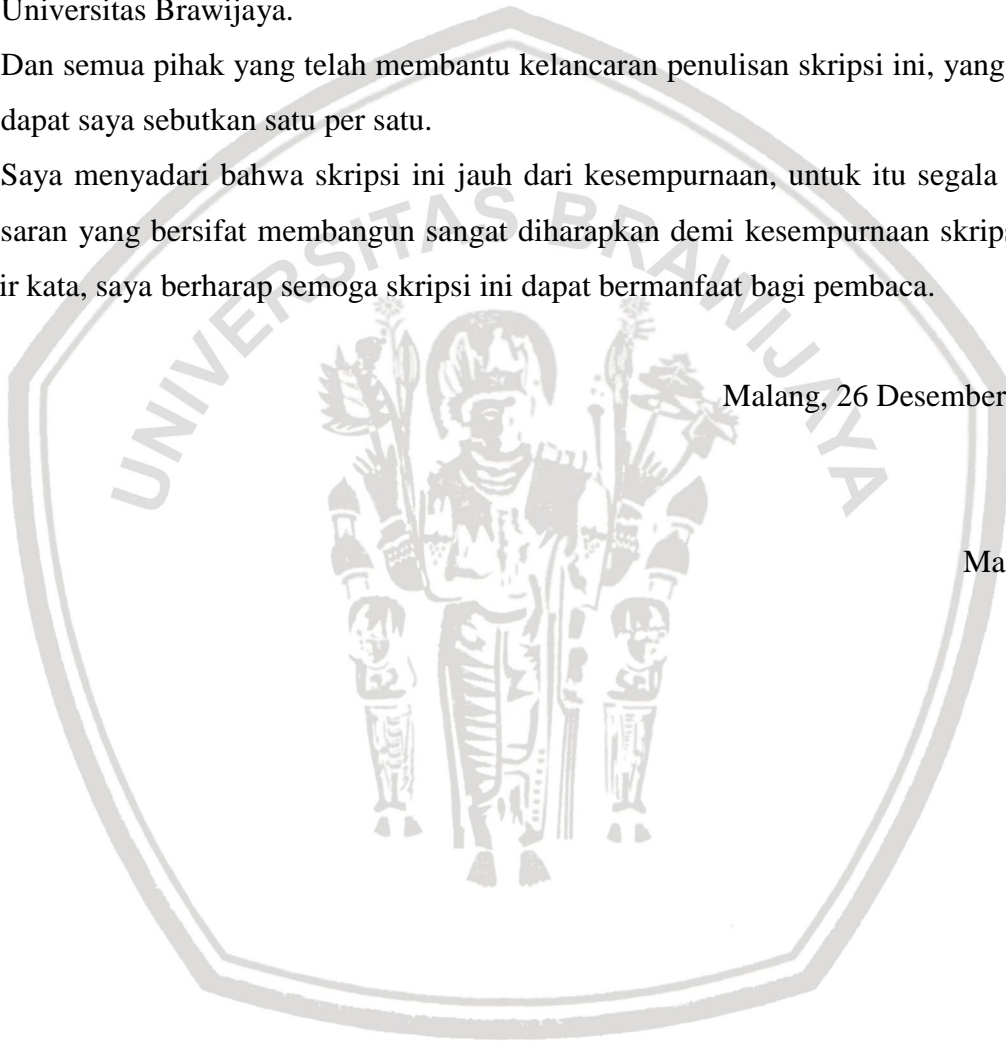 Universitas Brawijaya.
Dan semua pihak yang telah membantu kelancaran penulisan skripsi ini, yang
dapat saya sebutkan satu per satu.
Saya menyadari bahwa skripsi ini jauh dari kesempurnaan, untuk itu segala
saran yang bersifat membangun sangat diharapkan demi kesempurnaan skrips
ir kata, saya berharap semoga skripsi ini dapat bermanfaat bagi pembaca.
UNIVERSITAS BRAWIJAYA
Malang, 26 Desember
Ma